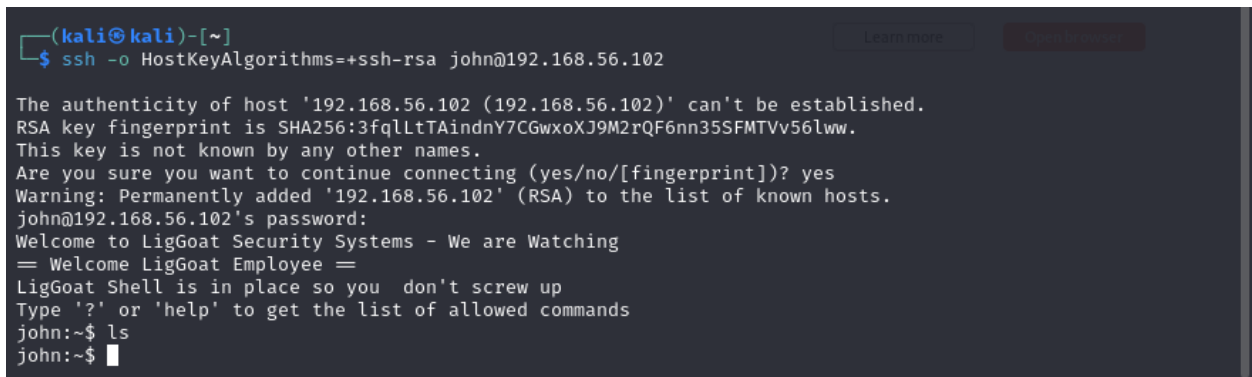 Learn more Open browser
┌──(kali㉿kali)-[~]
└─$ ssh -o HostKeyAlgorithms=+ssh-rsa john@192.168.56.102
The authenticity of host '192.168.56.102 (192.168.56.102)' can't be established.
RSA key fingerprint is SHA256:3fqlLtTAindnY7CGwxoXJ9M2rQF6nn35SFMTVv56lww.
This key is not known by any other names.
Are you sure you want to continue connecting (yes/no/[fingerprint])? yes
Warning: Permanently added '192.168.56.102' (RSA) to the list of known hosts.
john@192.168.56.102's password:
Welcome to LigGoat Security Systems - We are Watching
== Welcome LigGoat Employee ==
LigGoat Shell is in place so you  don't screw up
Type '?' or 'help' to get the list of allowed commands
john:~$ ls
john:~$